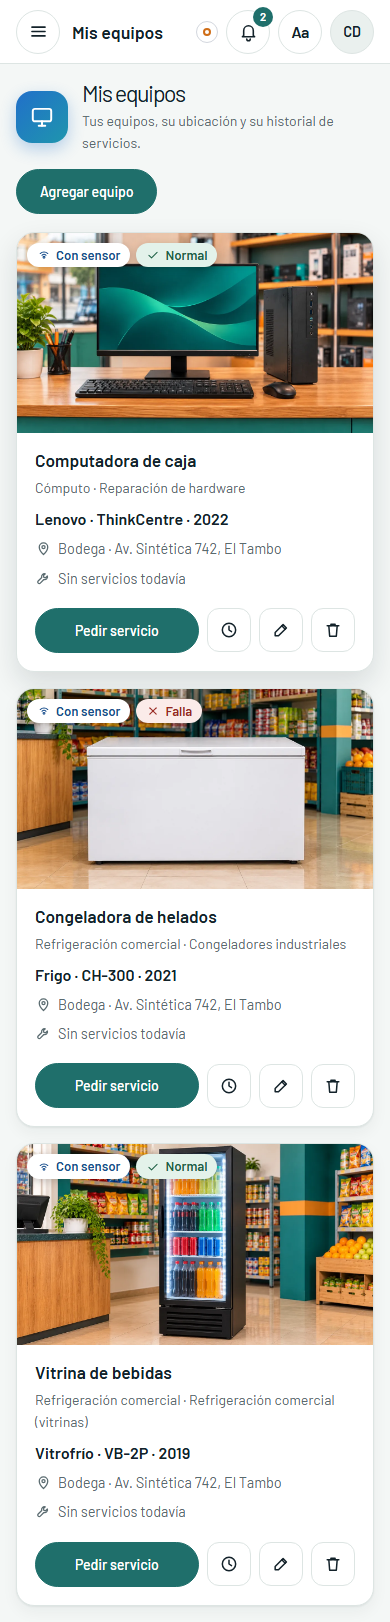 Mis equipos
2
Aa
CD
Mis equipos
Tus equipos, su ubicación y su historial de
servicios.
Agregar equipo
Con sensor
Normal
Computadora de caja
Cómputo · Reparación de hardware
Lenovo · ThinkCentre · 2022
Bodega · Av. Sintética 742, El Tambo
Sin servicios todavía
Pedir servicio
Con sensor
Falla
Congeladora de helados
Refrigeración comercial · Congeladores industriales
Frigo · CH-300 · 2021
Bodega · Av. Sintética 742, El Tambo
Sin servicios todavía
Pedir servicio
Con sensor
Normal
Vitrina de bebidas
Refrigeración comercial · Refrigeración comercial
(vitrinas)
Vitrofrío · VB-2P · 2019
Bodega · Av. Sintética 742, El Tambo
Sin servicios todavía
Pedir servicio